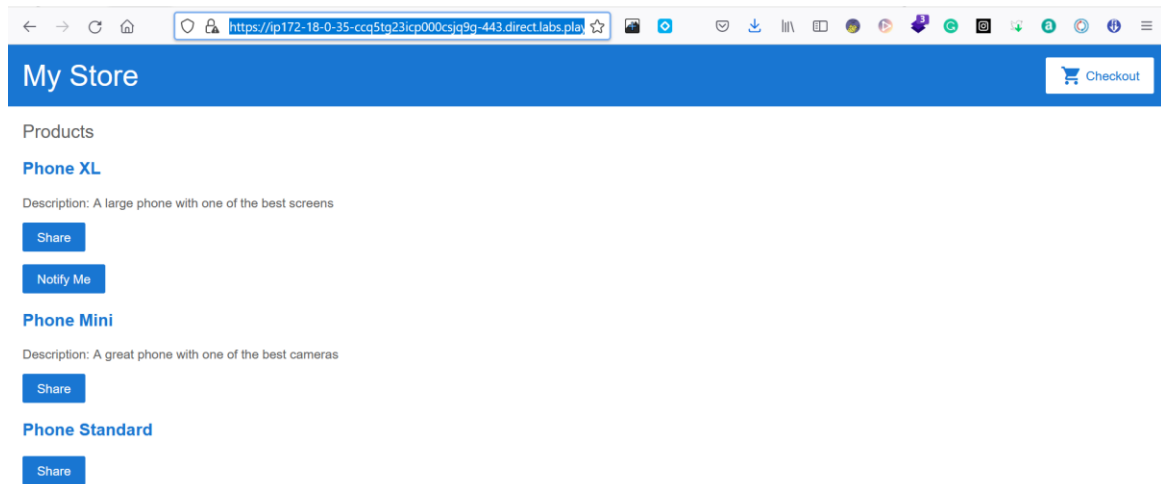 https://ip172-18-0-35-ccq5tg23icp000csjq9g-443.direct.labs.play
3
My Store
Checkout
Products
Phone XL
Description: A large phone with one of the best screens
Share
Notify Me
Phone Mini
Description: A great phone with one of the best cameras
Share
Phone Standard
Share